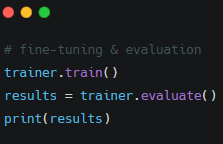 # fine-tuning & evaluation
trainer.train()
results = trainer.evaluate()
print(results)